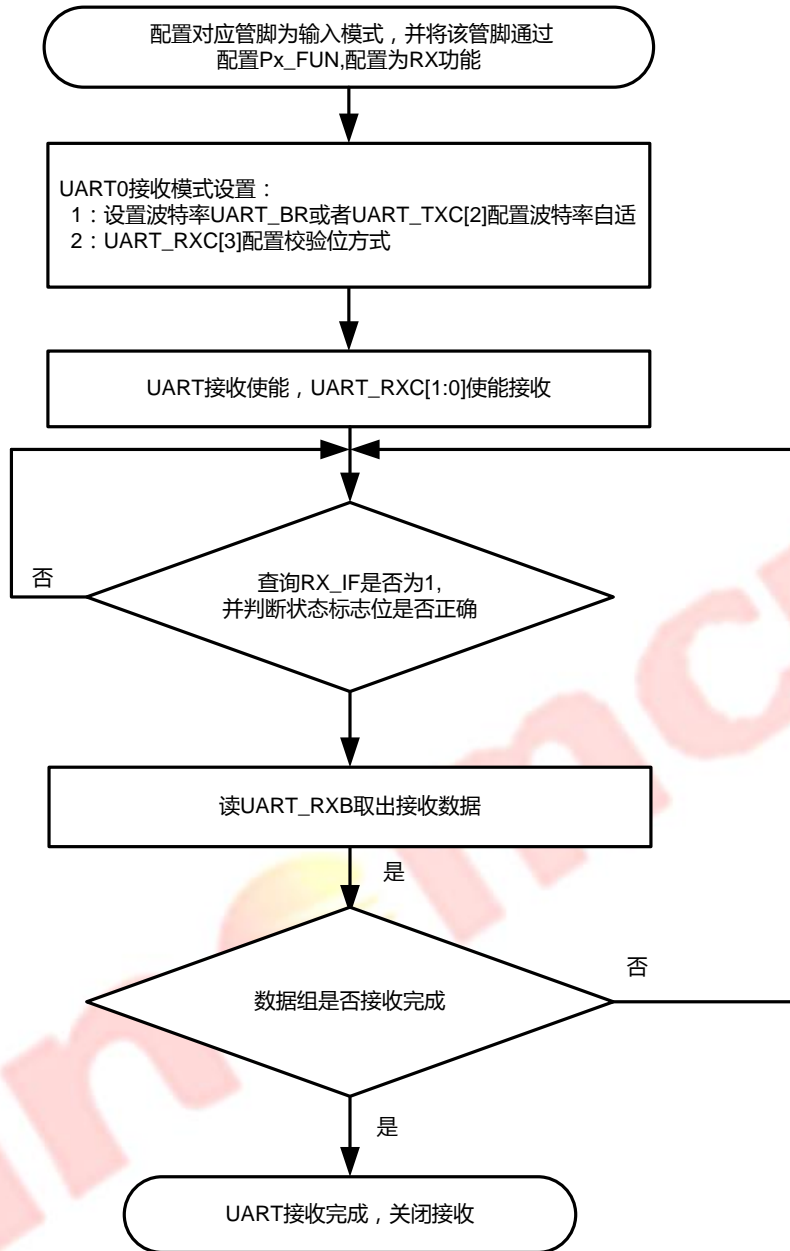 配置对应管脚为输入模式，并将该管脚通过
配置Px_FUN,配置为RX功能
UART0接收模式设置：
1：设置波特率UART_BR或者UART_TXC[2]配置波特率自适
2：UART_RXC[3]配置校验位方式
UART接收使能，UART_RXC[1:0]使能接收
否
查询RX_IF是否为1,
并判断状态标志位是否正确
读UART_RXB取出接收数据
是
否
数据组是否接收完成
是
UART接收完成，关闭接收